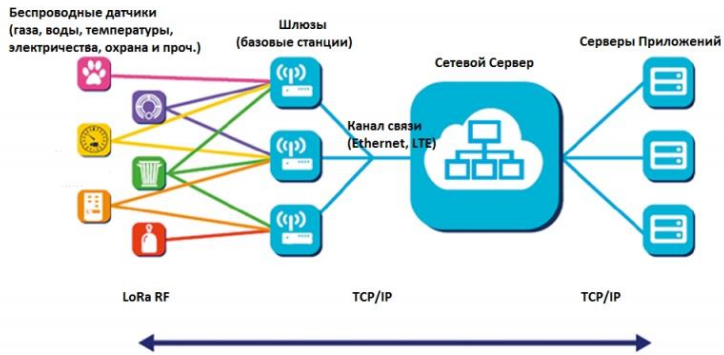 Беспроводные датчики
(газа, воды, температуры,
электричества, охрана и проч.)
Шлюзы
(базовые станции)
Сетевой Сервер
Серверы Приложений
Канал связи
(Ethernet, LTE)
LoRa RF
TCP/IP
TCP/IP